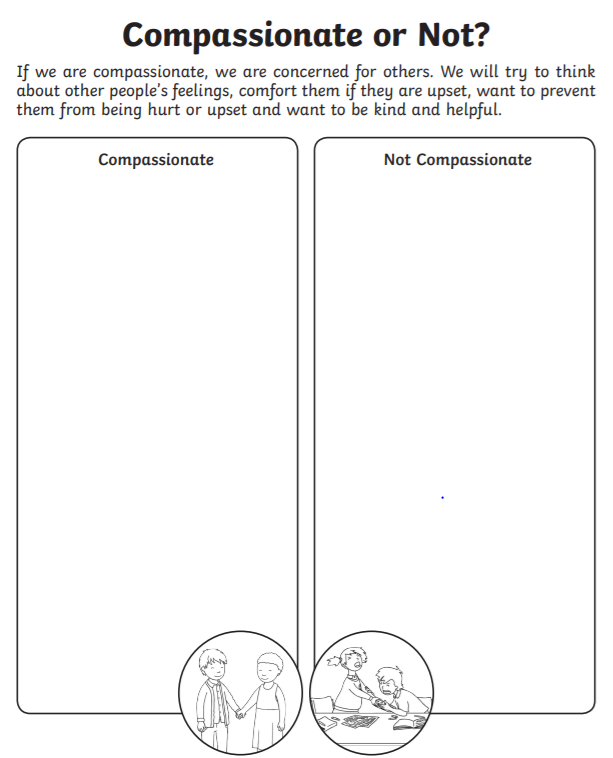 Compassionate or Not?
If we are compassionate, we are concerned for others. We will try to think
about other people's feelings, comfort them if they are upset, want to prevent
them from being hurt or upset and want to be kind and helpful.
Compassionate
Not Compassionate